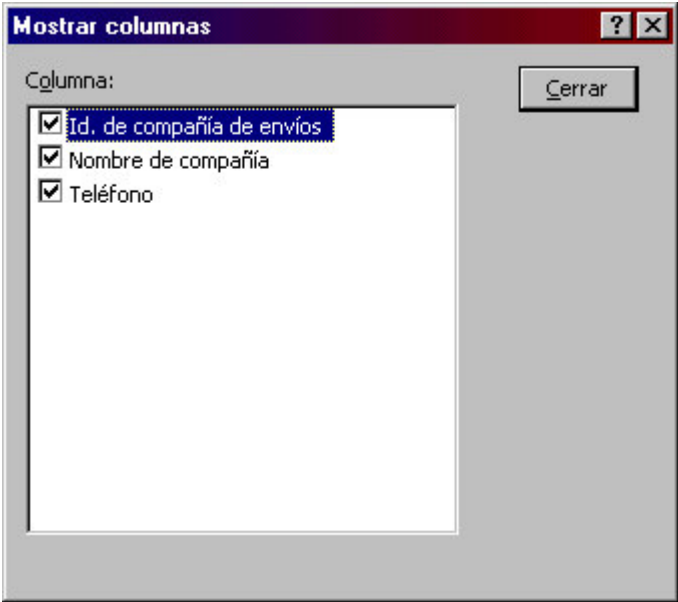 Mostrar columnas
Columna:
Cerrar
Id. de compañía de envíos
Nombre de compañía
Teléfono